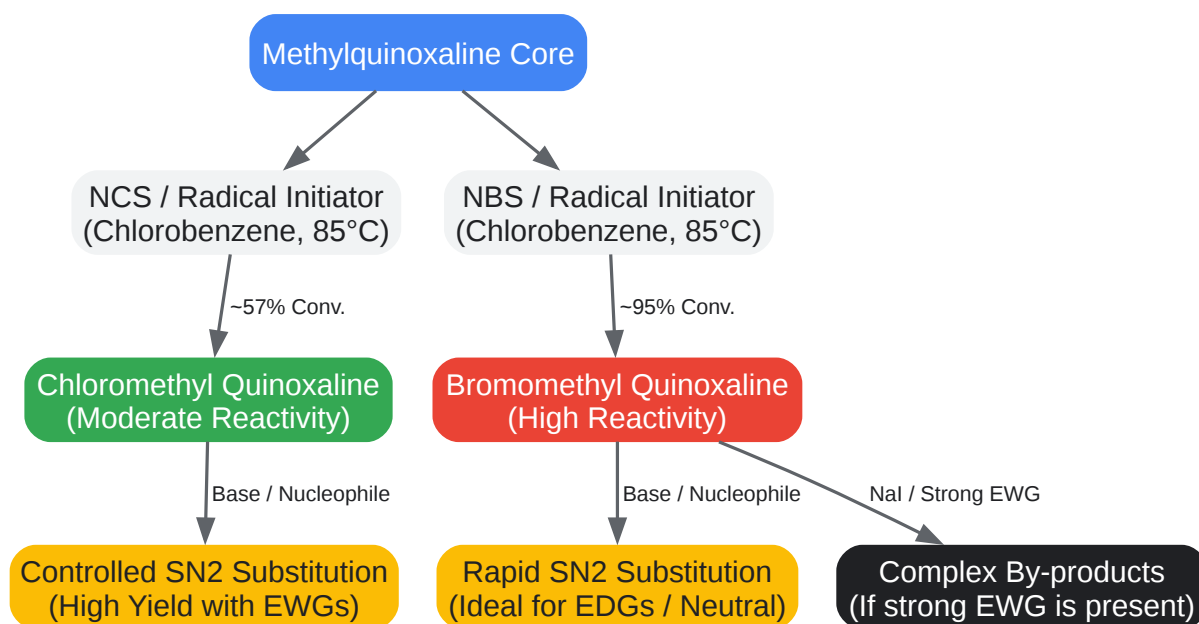 Methylquinoxaline Core
NCS / Radical Initiator
(Chlorobenzene, 85°C)
NBS / Radical Initiator
(Chlorobenzene, 85°C)
~57% Conv.
~95% Conv.
Chloromethyl Quinoxaline
(Moderate Reactivity)
Bromomethyl Quinoxaline
(High Reactivity)
Base / Nucleophile
Base / Nucleophile
NaI / Strong EWG
Controlled SN2 Substitution
(High Yield with EWGs)
Rapid SN2 Substitution
(Ideal for EDGs / Neutral)
Complex By-products
(If strong EWG is present)